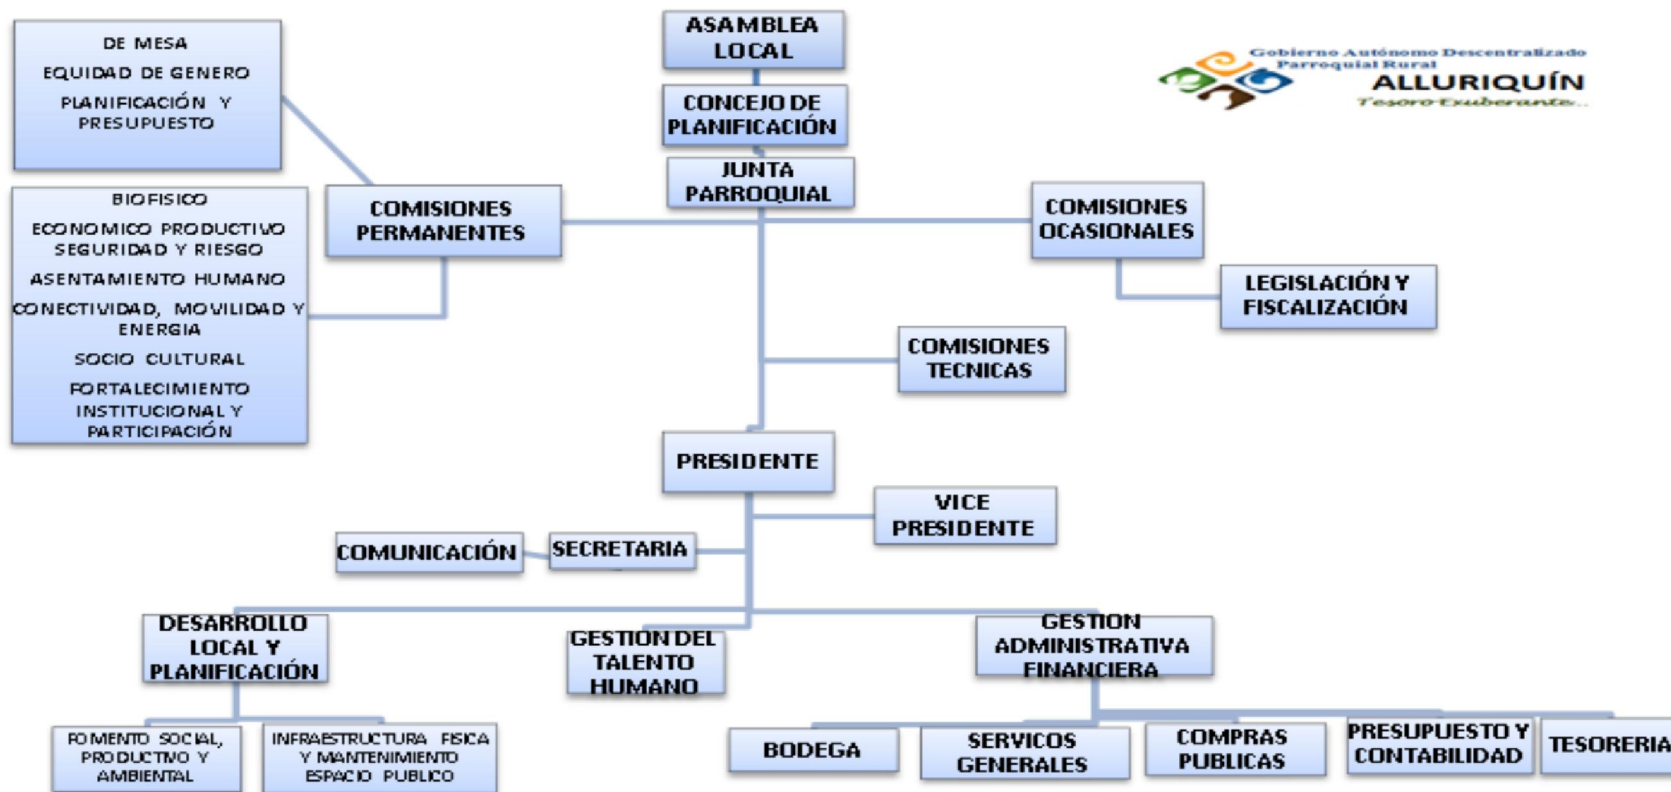 DE MESA
EQUIDAD DE GENERO
PLANIFICACIÓN Y
PRESUPUESTO
ASAMBLEA
LOCAL
CONCEJO DE
PLANIFICACIÓN
JUNTA
PARROQUIAL
Gobierno Autónomo Descentralizado
Parroquial Rural
ALLURIQUÍN
Tesoro Exuberante...
BIOFISICO
ECONOMICO PRODUCTIVO
SEGURIDAD Y RIESGO
ASENTAMIENTO HUMANO
CONECTIVIDAD, MOVILIDAD Y
ENERGIA
SOCIO CULTURAL
FORTALECIMIENTO
INSTITUCIONAL Y
PARTICIPACIÓN
COMISIONES
PERMANENTES
COMISIONES
OCASIONALES
LEGISLACIÓN Y
FISCALIZACIÓN
COMISIONES
TECNICAS
PRESIDENTE
VICE
PRESIDENTE
COMUNICACIÓN
SECRETARIA
DESARROLLO
LOCAL Y
PLANIFICACIÓN
GESTION DEL
TALENTO
HUMANO
GESTION
ADMINISTRATIVA
FINANCIERA
FOMENTO SOCIAL,
PRODUCTIVO Y
AMBIENTAL
INFRAESTRUCTURA FISICA
Y MANTENIMIENTO
ESPACIO PUBLICO
BODEGA
SERVICOS
GENERALES
COMPRAS
PUBLICAS
PRESUPUESTO Y
CONTABILIDAD
TESORERIA